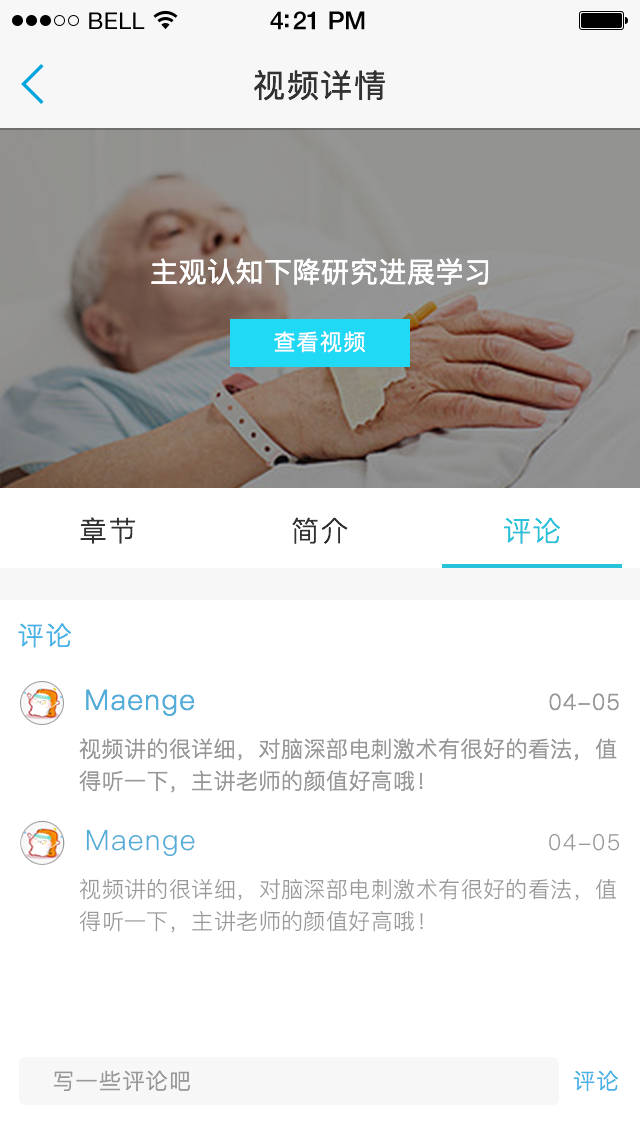 BELL 4:21 PM
视频详情
主观认知下降研究进展学习
查看视频
章节 简介 评论
评论
Maenge 04-05
视频讲的很详细，对脑深部电刺激术有很好的看法，值
得听一下，主讲老师的颜值好高哦！
Maenge 04-05
视频讲的很详细，对脑深部电刺激术有很好的看法，值
得听一下，主讲老师的颜值好高哦！
写一些评论吧 评论